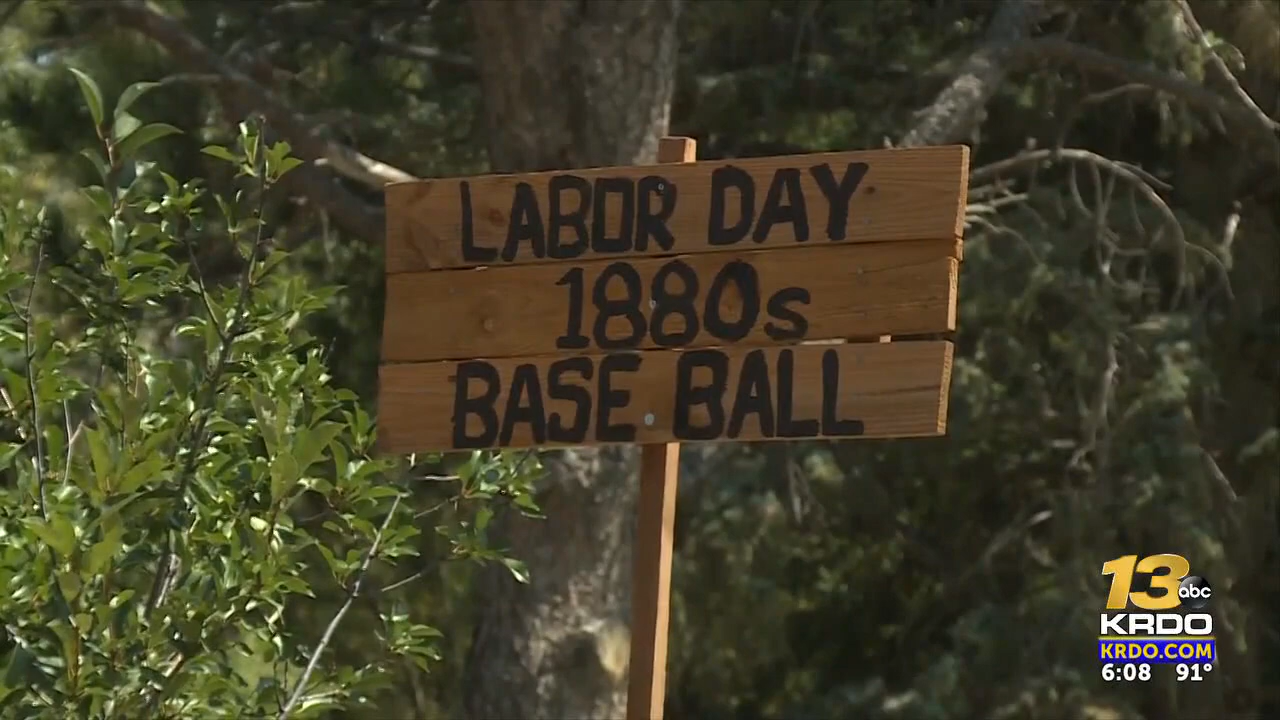 LABOR DAY
1880s
BASE BALL
13 abc
KRDO
KRDO.COM
6:08 91°